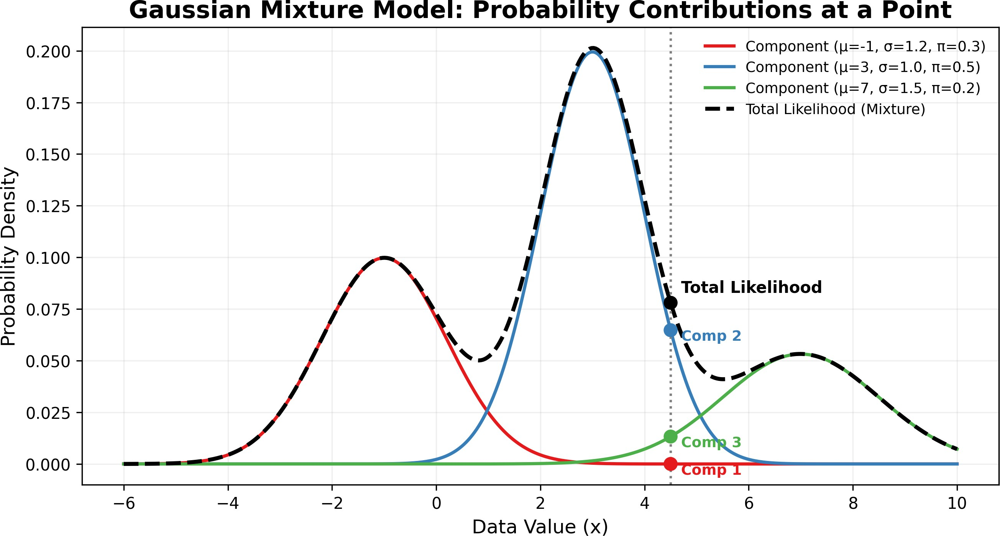 Gaussian Mixture Model: Probability Contributions at a Point
Probability Density
0.200
0.175
0.150
0.125
0.100
0.075
0.050
0.025
0.000
Component (μ=-1, σ=1.2, π=0.3)
Component (μ=3, σ=1.0, π=0.5)
Component (μ=7, σ=1.5, π=0.2)
Total Likelihood (Mixture)
Total Likelihood
Comp 2
Comp 3
Comp 1
−6 −4 −2 0 2 4 6 8 10
Data Value (x)